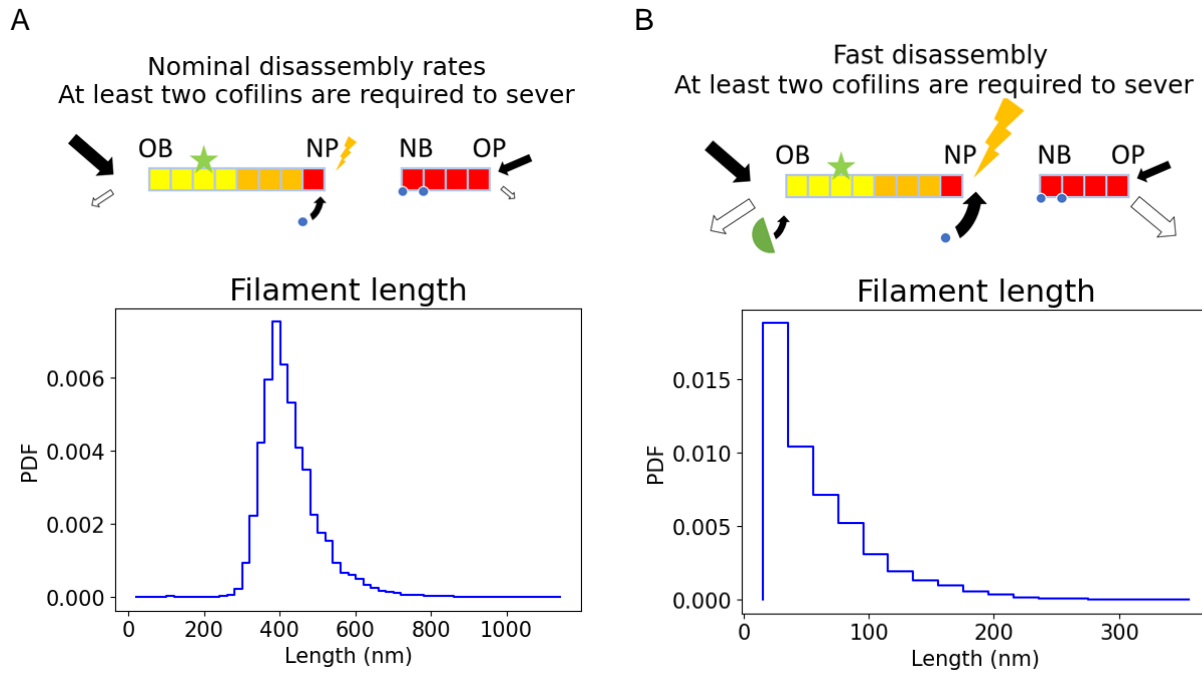 A
Nominal disassembly rates
At least two cofilins are required to sever
OB
NP
NB
OP
Filament length
PDF
0.006
0.004
0.002
0.000
0
200
400
600
800
1000
Length (nm)
B
Fast disassembly
At least two cofilins are required to sever
OB
NP
NB
OP
Filament length
PDF
0.015
0.010
0.005
0.000
0
100
200
300
Length (nm)